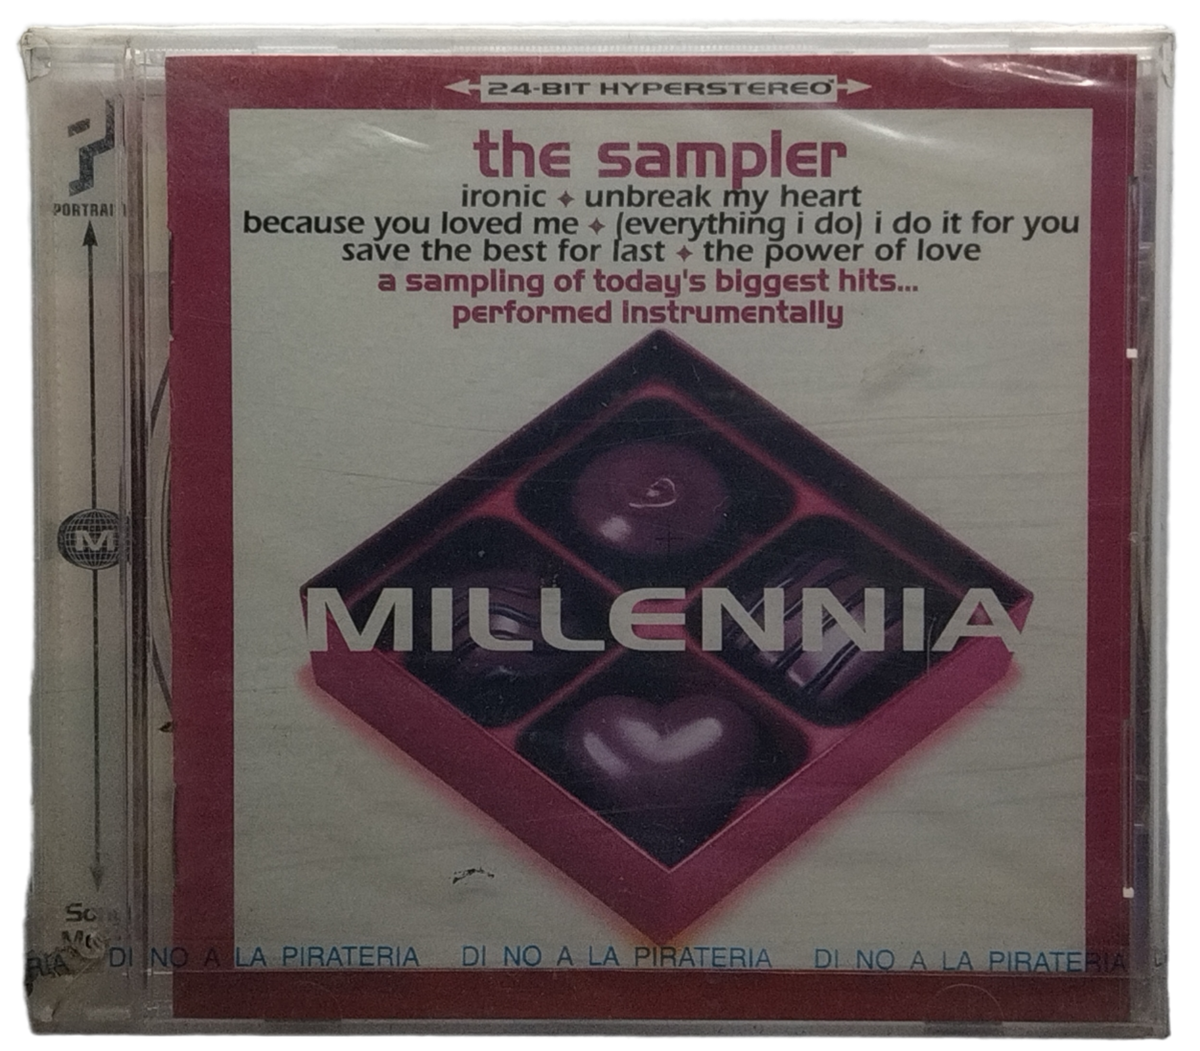 24-BIT HYPERSTEREO
the sampler
ironic ✦ unbreak my heart
because you loved me ✦ (everything i do) i do it for you
save the best for last ✦ the power of love
a sampling of today's biggest hits...
performed instrumentally
MILLENNIA
PORTRAI
M
DI NO A LA PIRATERIA DI NO A LA PIRATERIA DI NO A LA PIRATERIA